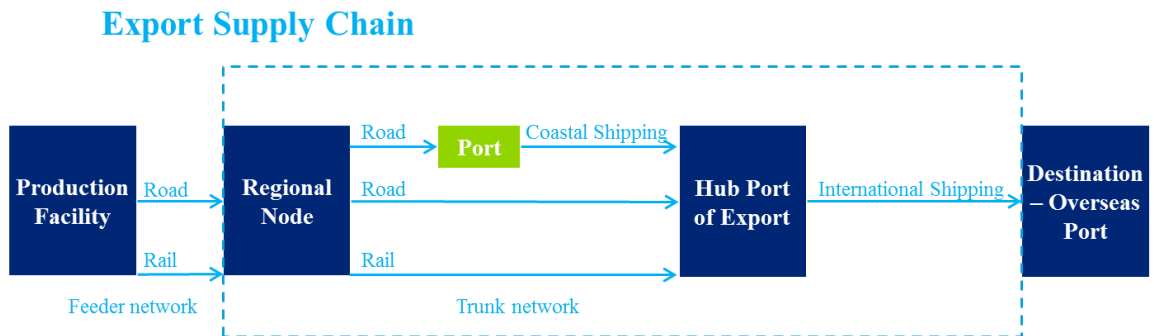 Export Supply Chain
Road
Port
Coastal Shipping
Production
Facility
Road
Regional
Node
Road
Hub Port
of Export
International Shipping
Destination
– Overseas
Port
Rail
Rail
Feeder network
Trunk network